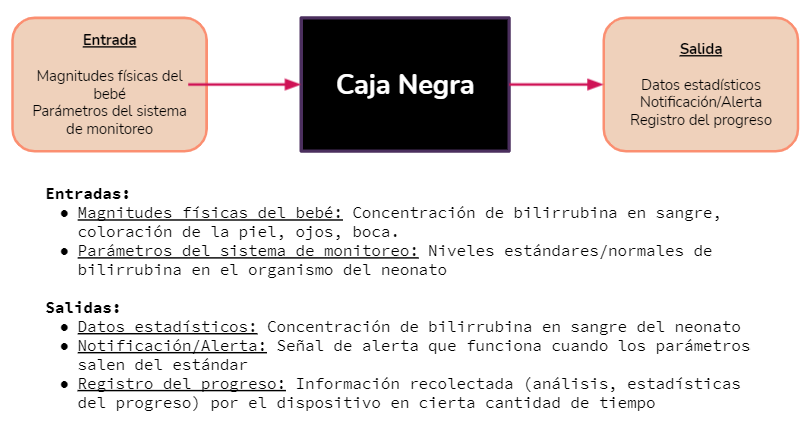 Entrada
Magnitudes físicas del
bebé
Parámetros del sistema
de monitoreo
Caja Negra
Salida
Datos estadísticos
Notificación/Alerta
Registro del progreso
Entradas:
● Magnitudes físicas del bebé: Concentración de bilirrubina en sangre,
coloración de la piel, ojos, boca.
● Parámetros del sistema de monitoreo: Niveles estándares/normales de
bilirrubina en el organismo del neonato
Salidas:
● Datos estadísticos: Concentración de bilirrubina en sangre del neonato
● Notificación/Alerta: Señal de alerta que funciona cuando los parámetros
salen del estándar
● Registro del progreso: Información recolectada (análisis, estadísticas
del progreso) por el dispositivo en cierta cantidad de tiempo